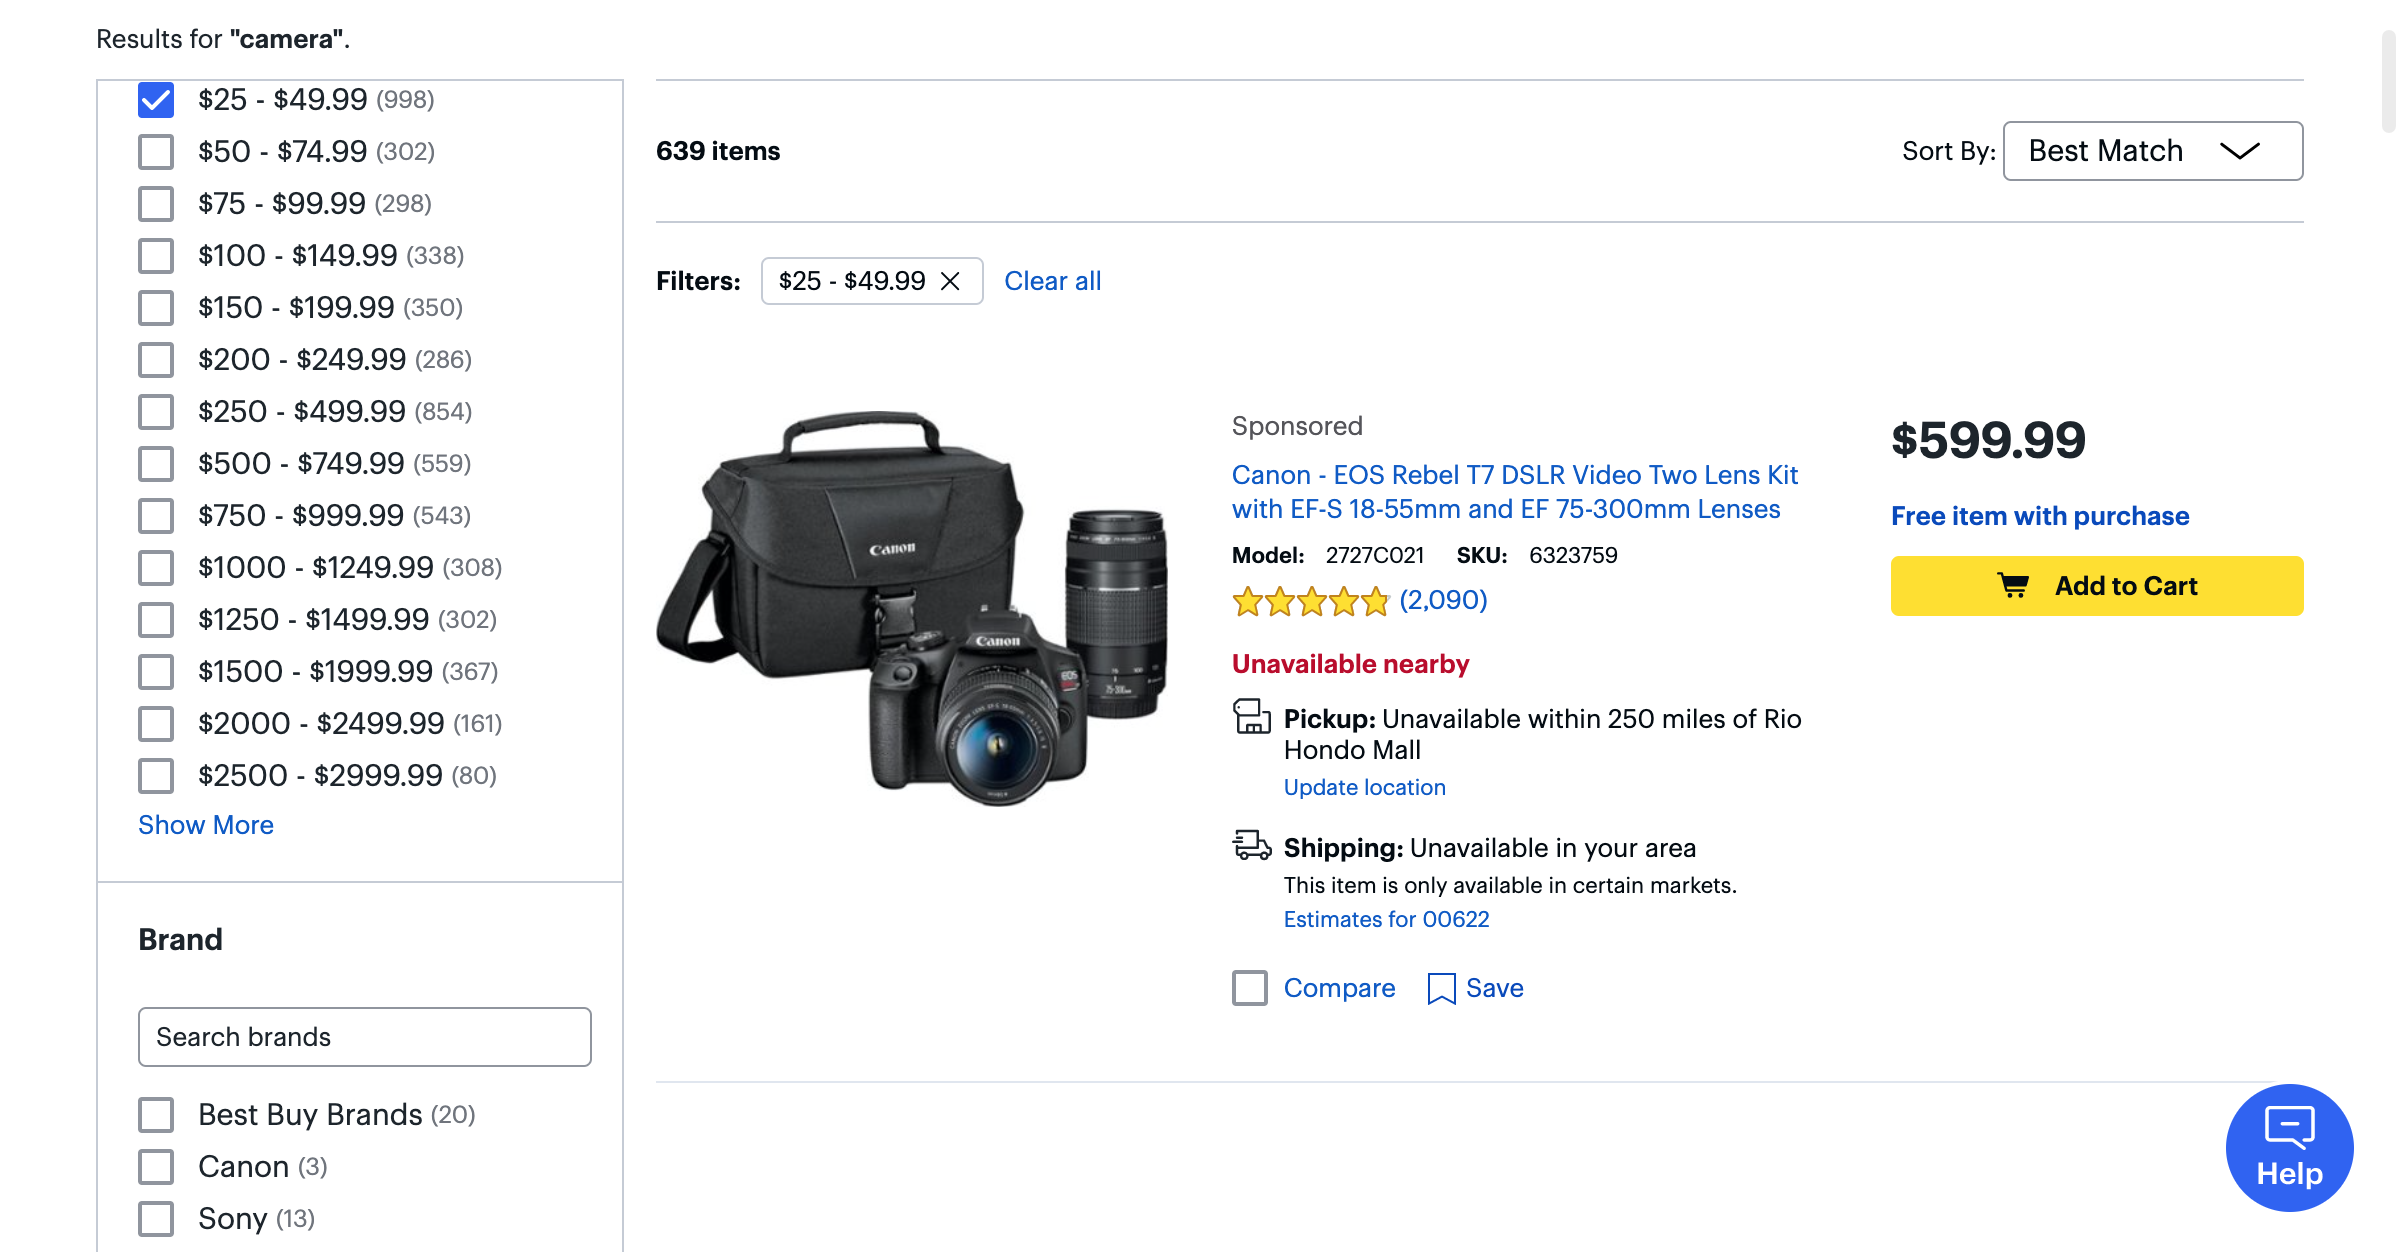 Results for "camera".
$25 - $49.99 (998)
$50 - $74.99 (302)
$75 - $99.99 (298)
$100 - $149.99 (338)
$150 - $199.99 (350)
$200 - $249.99 (286)
$250 - $499.99 (854)
$500 - $749.99 (559)
$750 - $999.99 (543)
$1000 - $1249.99 (308)
$1250 - $1499.99 (302)
$1500 - $1999.99 (367)
$2000 - $2499.99 (161)
$2500 - $2999.99 (80)
Show More
Brand
Search brands
Best Buy Brands (20)
Canon (3)
Sony (13)
639 items
Sort By: Best Match
Filters: $25 - $49.99 Clear all
Canon
Canon
EOS
Sponsored
Canon - EOS Rebel T7 DSLR Video Two Lens Kit
with EF-S 18-55mm and EF 75-300mm Lenses
Model: 2727C021 SKU: 6323759
(2,090)
Unavailable nearby
Pickup: Unavailable within 250 miles of Rio
Hondo Mall
Update location
Shipping: Unavailable in your area
This item is only available in certain markets.
Estimates for 00622
Compare Save
$599.99
Free item with purchase
Add to Cart
Help